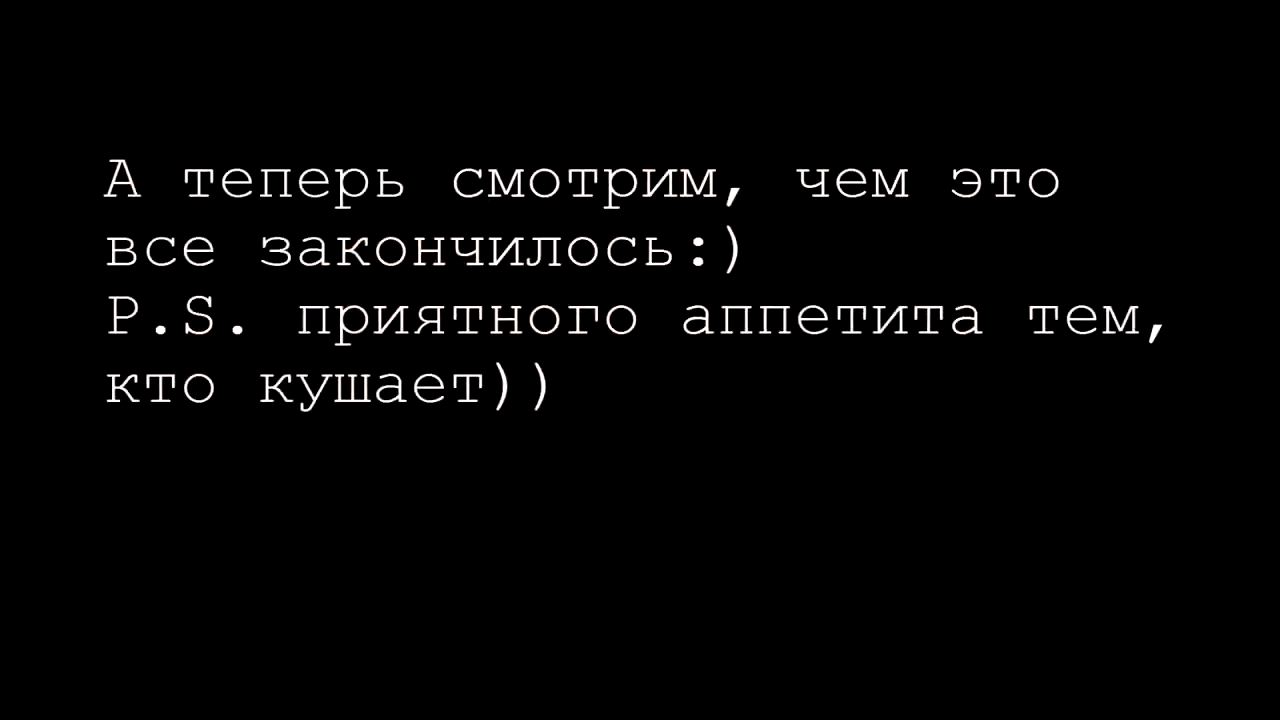 А теперь смотрим, чем это
все закончилось:)
P.S. приятного аппетита тем,
кто кушает))